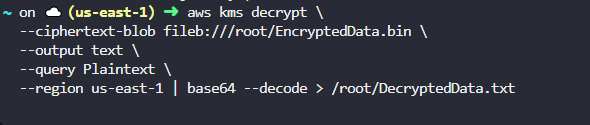 ~ on ☁️ (us-east-1) ➜ aws kms decrypt \
--ciphertext-blob fileb:///root/EncryptedData.bin \
--output text \
--query Plaintext \
--region us-east-1 | base64 --decode > /root/DecryptedData.txt